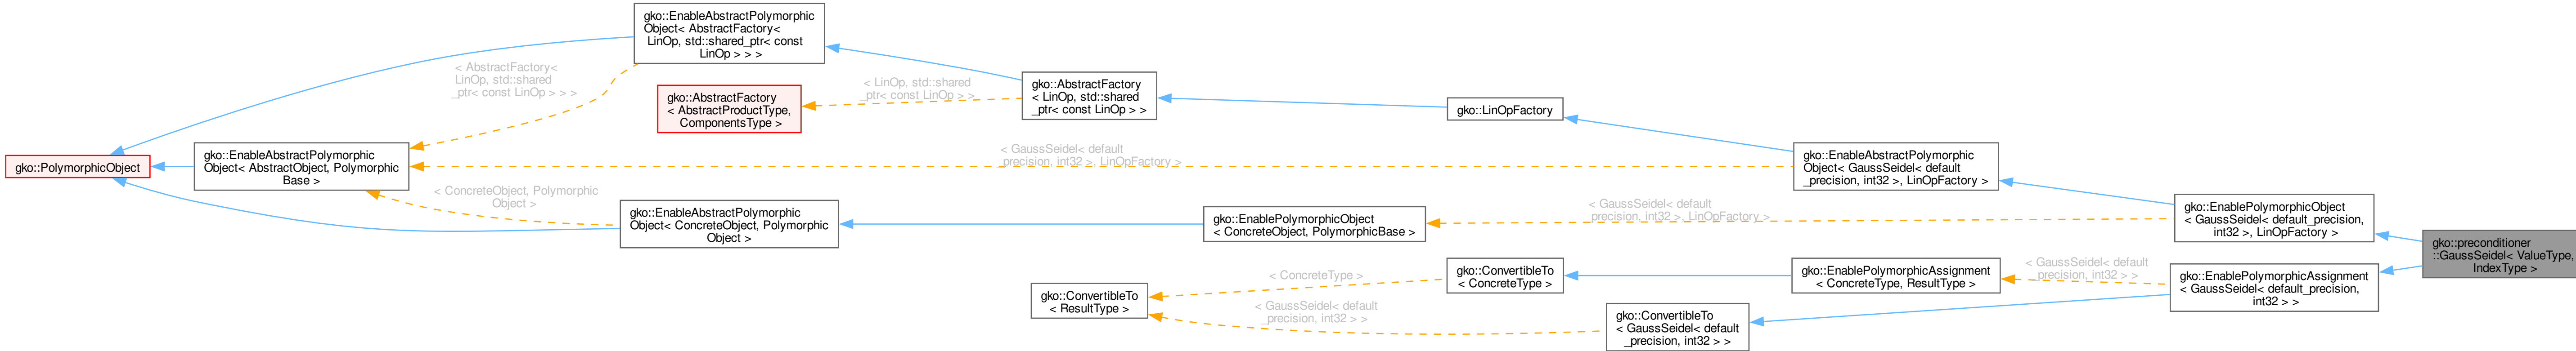 gko::EnableAbstractPolymorphic
Object< AbstractFactory<
LinOp, std::shared_ptr< const
LinOp > > >
< AbstractFactory<
LinOp, std::shared
_ptr< const LinOp > > >
gko::AbstractFactory
< AbstractProductType,
ComponentsType >
< LinOp, std::shared
_ptr< const LinOp > >
gko::AbstractFactory
< LinOp, std::shared
_ptr< const LinOp > >
gko::LinOpFactory
gko::PolymorphicObject
gko::EnableAbstractPolymorphic
Object< AbstractObject, Polymorphic
Base >
< GaussSeidel< default
_precision, int32 >, LinOpFactory >
gko::EnableAbstractPolymorphic
Object< GaussSeidel< default
_precision, int32 >, LinOpFactory >
< ConcreteObject, Polymorphic
Object >
gko::EnableAbstractPolymorphic
Object< ConcreteObject, Polymorphic
Object >
gko::EnablePolymorphicObject
< ConcreteObject, PolymorphicBase >
< GaussSeidel< default
_precision, int32 >, LinOpFactory >
gko::EnablePolymorphicObject
< GaussSeidel< default_precision,
int32 >, LinOpFactory >
gko::preconditioner
::GaussSeidel< ValueType,
IndexType >
gko::ConvertibleTo
< ResultType >
< ConcreteType >
gko::ConvertibleTo
< ConcreteType >
gko::EnablePolymorphicAssignment
< ConcreteType, ResultType >
< GaussSeidel< default
_precision, int32 > >
gko::EnablePolymorphicAssignment
< GaussSeidel< default_precision,
int32 > >
< GaussSeidel< default
_precision, int32 > >
gko::ConvertibleTo
< GaussSeidel< default
_precision, int32 > >